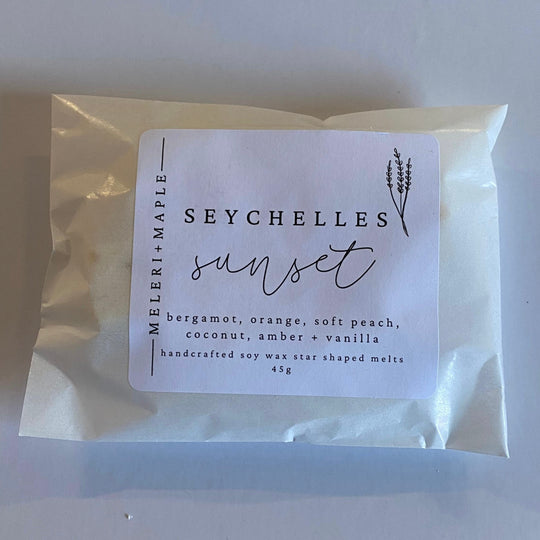 MELERI+MAPLE
SEYCHELLES
sunset
bergamot, orange, soft peach,
coconut, amber + vanilla
handcrafted soy wax star shaped melts
45g